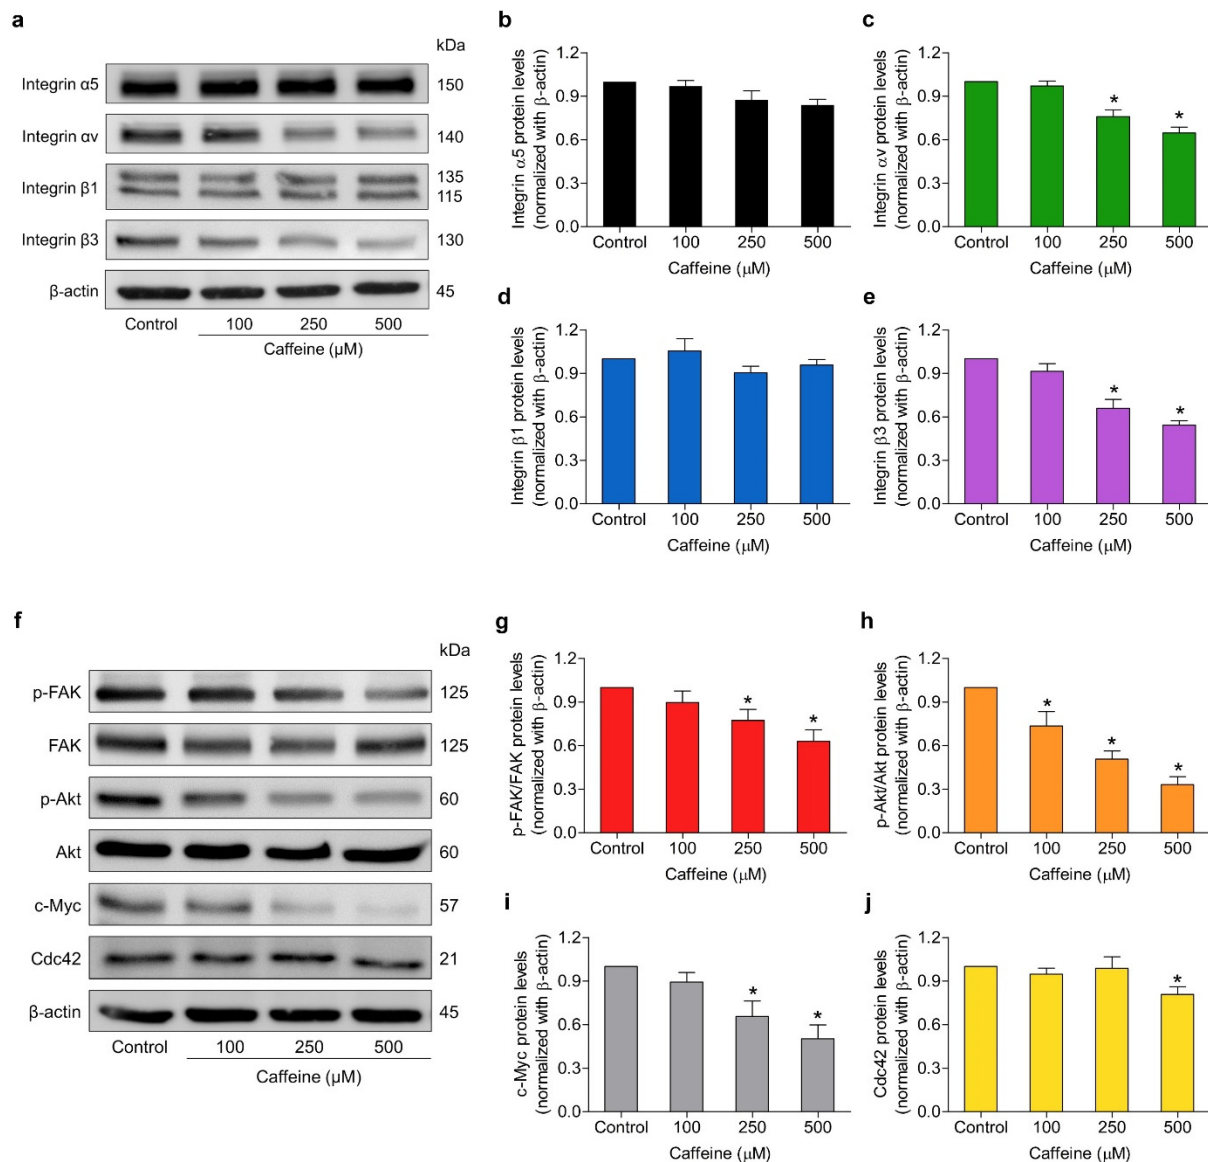 a
kDa
Integrin α5
150
Integrin αv
140
Integrin β1
135
115
Integrin β3
130
β-actin
45
Control 100 250 500
Caffeine (µM)
b
Integrin α5 protein levels
(normalized with β-actin)
1.2
0.9
0.6
0.3
0.0
Control 100 250 500
Caffeine (µM)
c
Integrin αv protein levels
(normalized with β-actin)
1.2
0.9
0.6
0.3
0.0
* *
Control 100 250 500
Caffeine (µM)
d
Integrin β1 protein levels
(normalized with β-actin)
1.2
0.9
0.6
0.3
0.0
Control 100 250 500
Caffeine (µM)
e
Integrin β3 protein levels
(normalized with β-actin)
1.2
0.9
0.6
0.3
0.0
* *
Control 100 250 500
Caffeine (µM)
f
kDa
p-FAK
125
FAK
125
p-Akt
60
Akt
60
c-Myc
57
Cdc42
21
β-actin
45
Control 100 250 500
Caffeine (µM)
g
p-FAK/FAK protein levels
(normalized with β-actin)
1.2
0.9
0.6
0.3
0.0
* *
Control 100 250 500
Caffeine (µM)
h
p-Akt/Akt protein levels
(normalized with β-actin)
1.2
0.9
0.6
0.3
0.0
* * *
Control 100 250 500
Caffeine (µM)
i
c-Myc protein levels
(normalized with β-actin)
1.2
0.9
0.6
0.3
0.0
* *
Control 100 250 500
Caffeine (µM)
j
Cdc42 protein levels
(normalized with β-actin)
1.2
0.9
0.6
0.3
0.0
*
Control 100 250 500
Caffeine (µM)